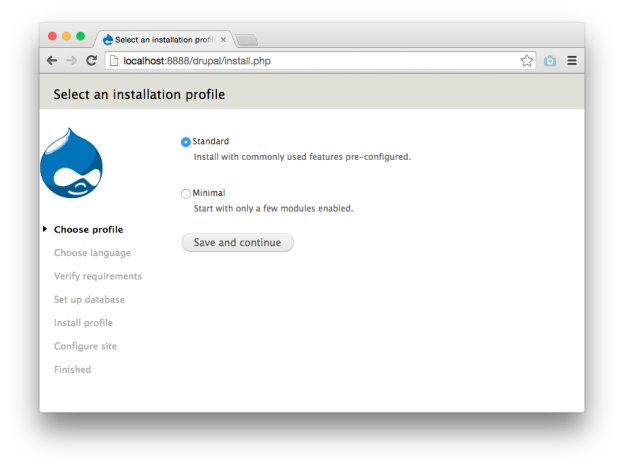 Select an installation profil
localhost:8888/drupal/install.php
Select an installation profile
Standard
Install with commonly used features pre-configured.
Minimal
Start with only a few modules enabled.
Save and continue
Choose profile
Choose language
Verify requirements
Set up database
Install profile
Configure site
Finished